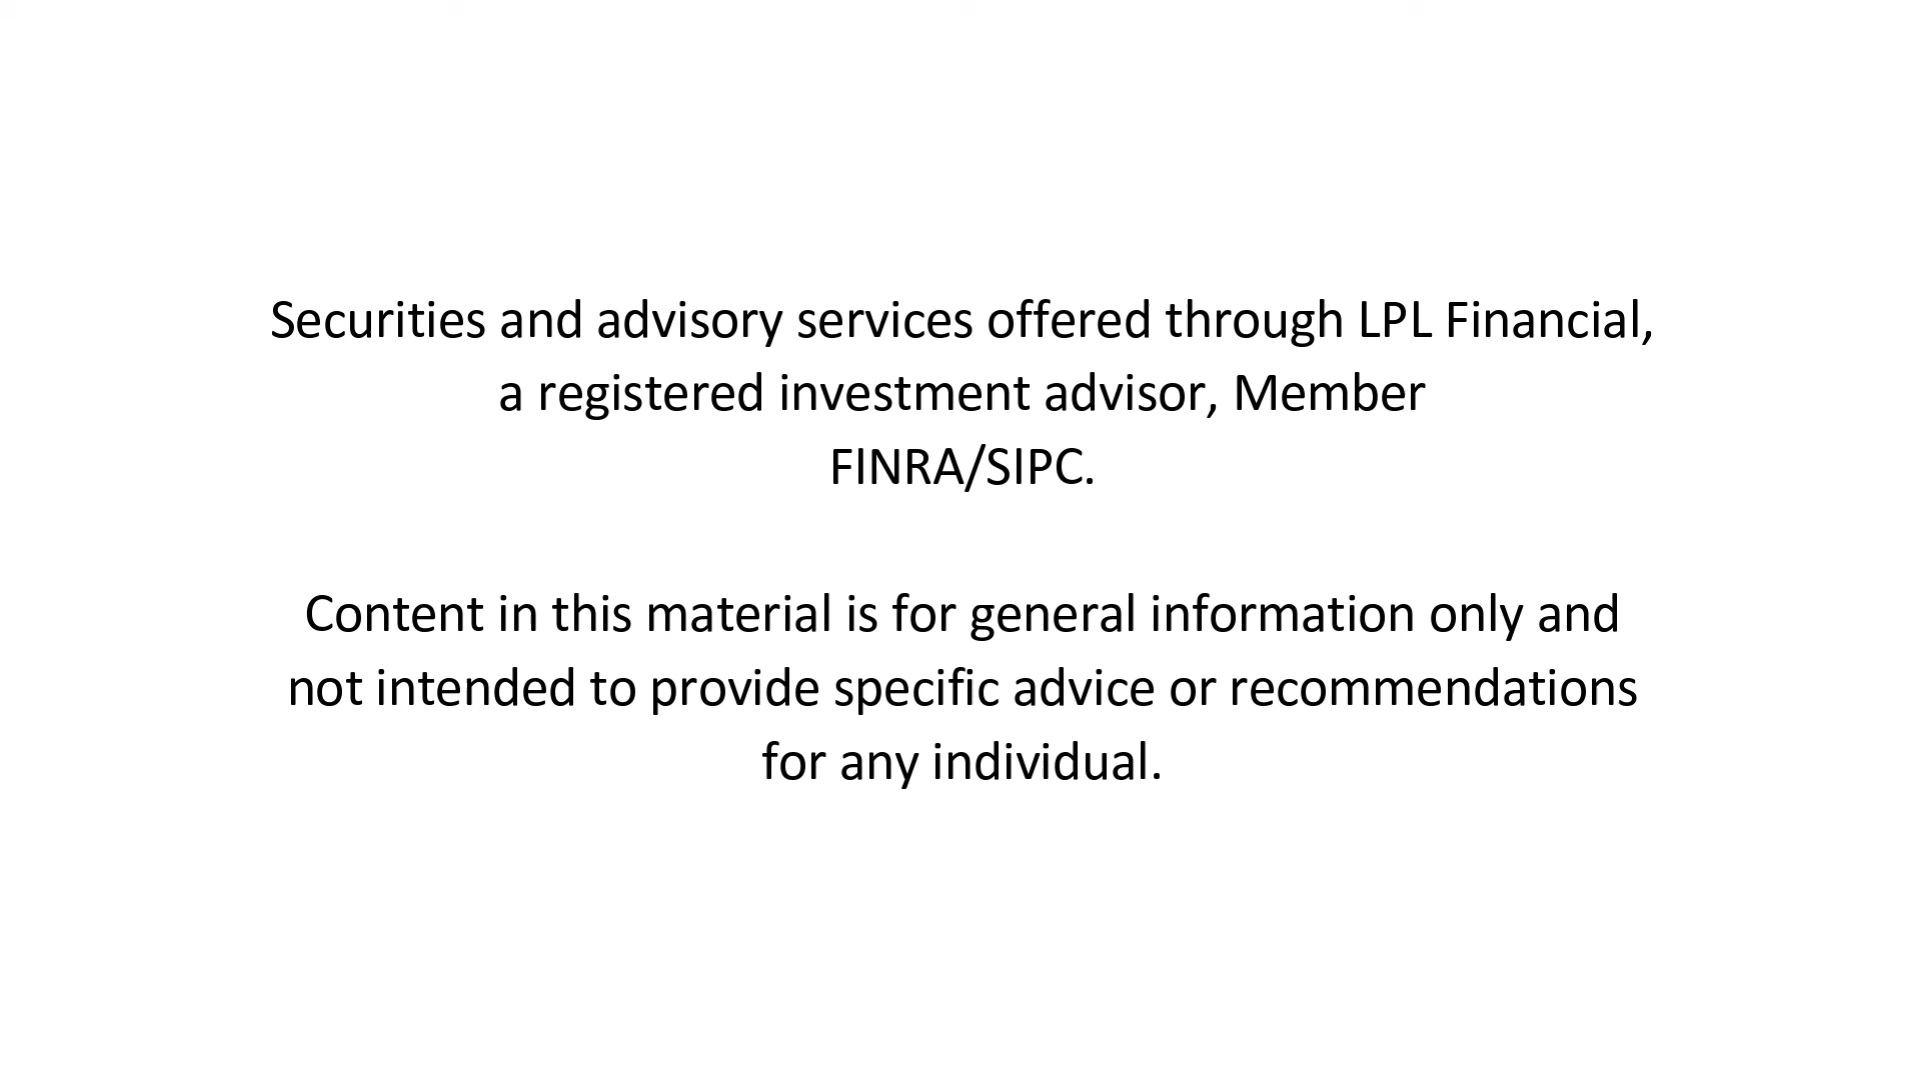 Securities and advisory services offered through LPL Financial,
a registered investment advisor, Member
FINRA/SIPC.
Content in this material is for general information only and
not intended to provide specific advice or recommendations
for any individual.